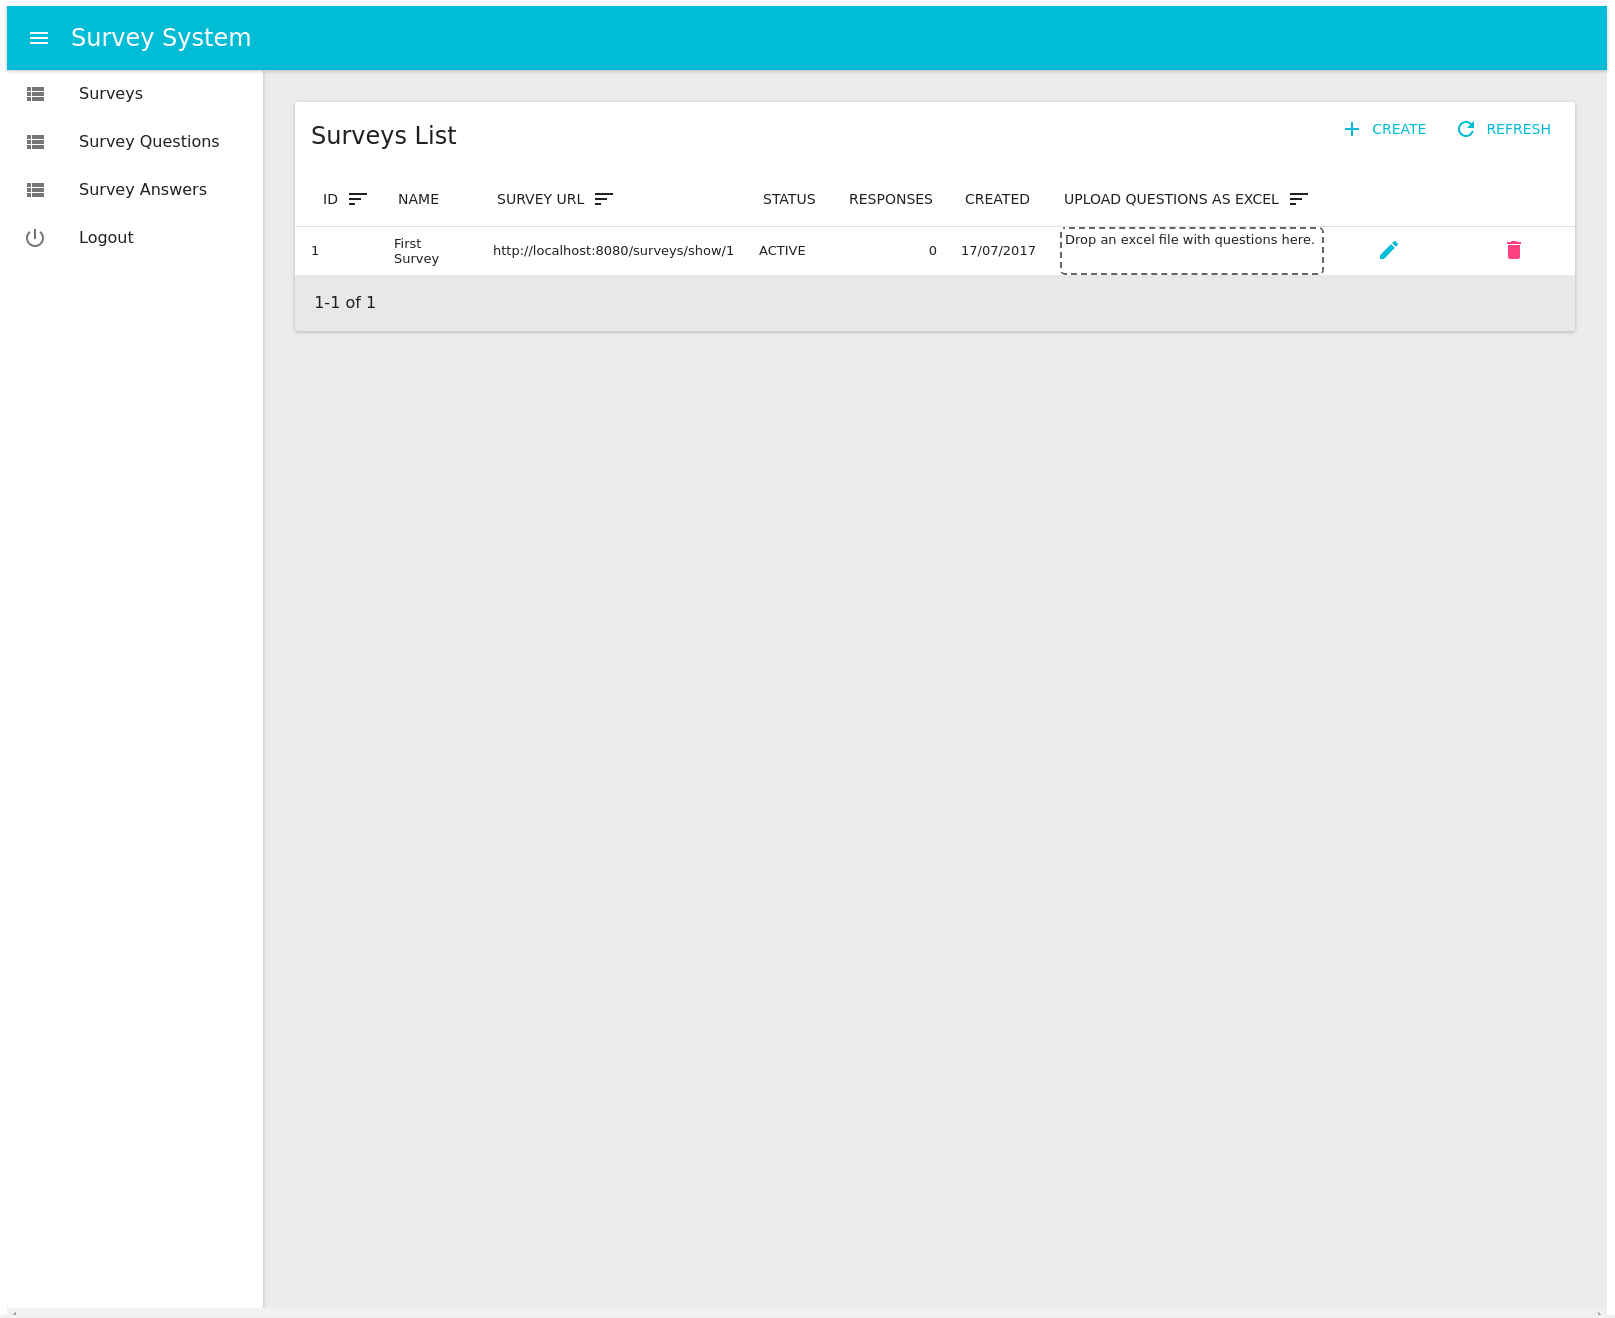 Survey System
Surveys
Survey Questions
Survey Answers
Logout
Surveys List
CREATE REFRESH
ID NAME SURVEY URL STATUS RESPONSES CREATED UPLOAD QUESTIONS AS EXCEL
1 First Survey http://localhost:8080/surveys/show/1 ACTIVE 0 17/07/2017 Drop an excel file with questions here.
1-1 of 1